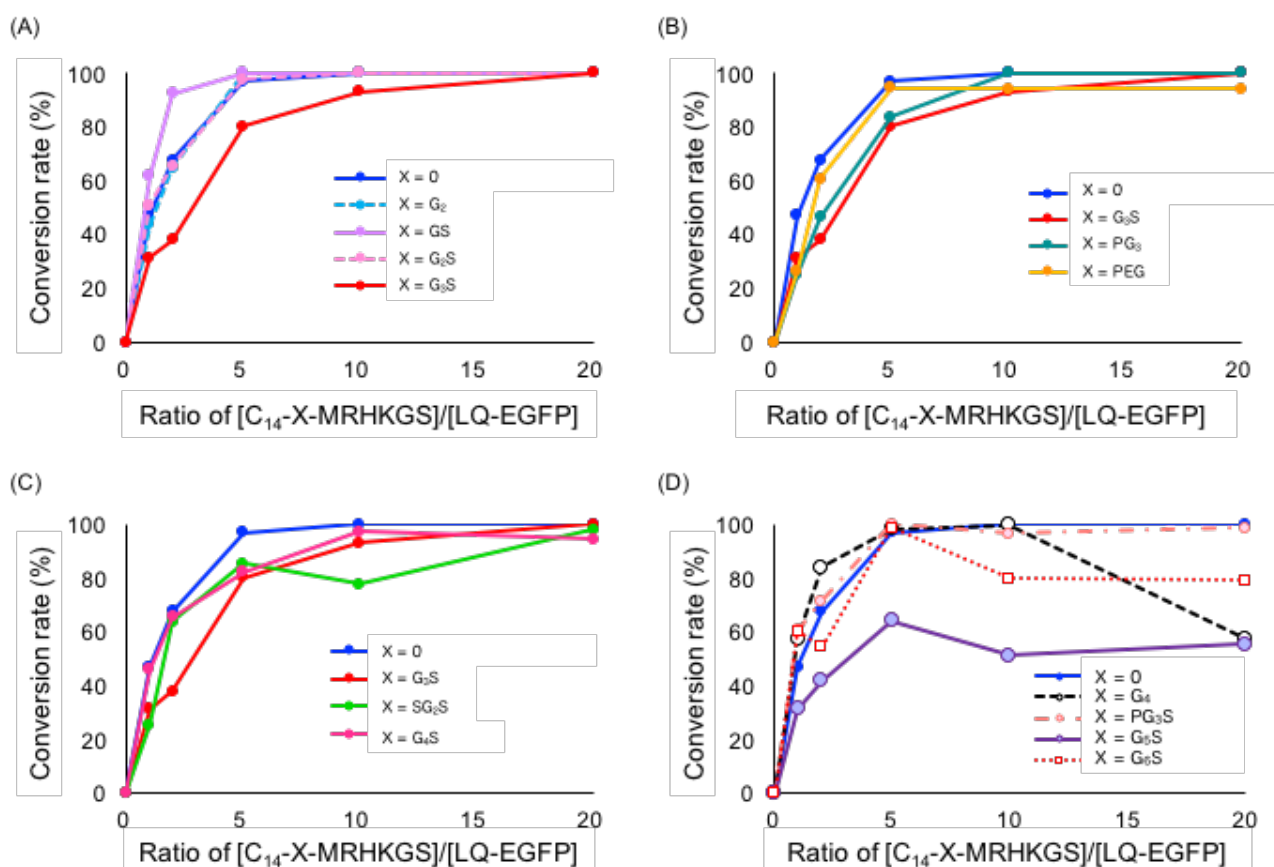 (A)
Conversion rate (%)
100
80
60
40
20
0
X = 0
X = G₂
X = GS
X = G₂S
X = G₃S
0 5 10 15 20
Ratio of [C₁₄-X-MRHKGS]/[LQ-EGFP]
(B)
Conversion rate (%)
100
80
60
40
20
0
X = 0
X = G₃S
X = PG₃
X = PEG
0 5 10 15 20
Ratio of [C₁₄-X-MRHKGS]/[LQ-EGFP]
(C)
Conversion rate (%)
100
80
60
40
20
0
X = 0
X = G₃S
X = SG₂S
X = G₄S
0 5 10 15 20
Ratio of [C₁₄-X-MRHKGS]/[LQ-EGFP]
(D)
Conversion rate (%)
100
80
60
40
20
0
X = 0
X = G₄
X = PG₃S
X = G₅S
X = G₆S
0 5 10 15 20
Ratio of [C₁₄-X-MRHKGS]/[LQ-EGFP]